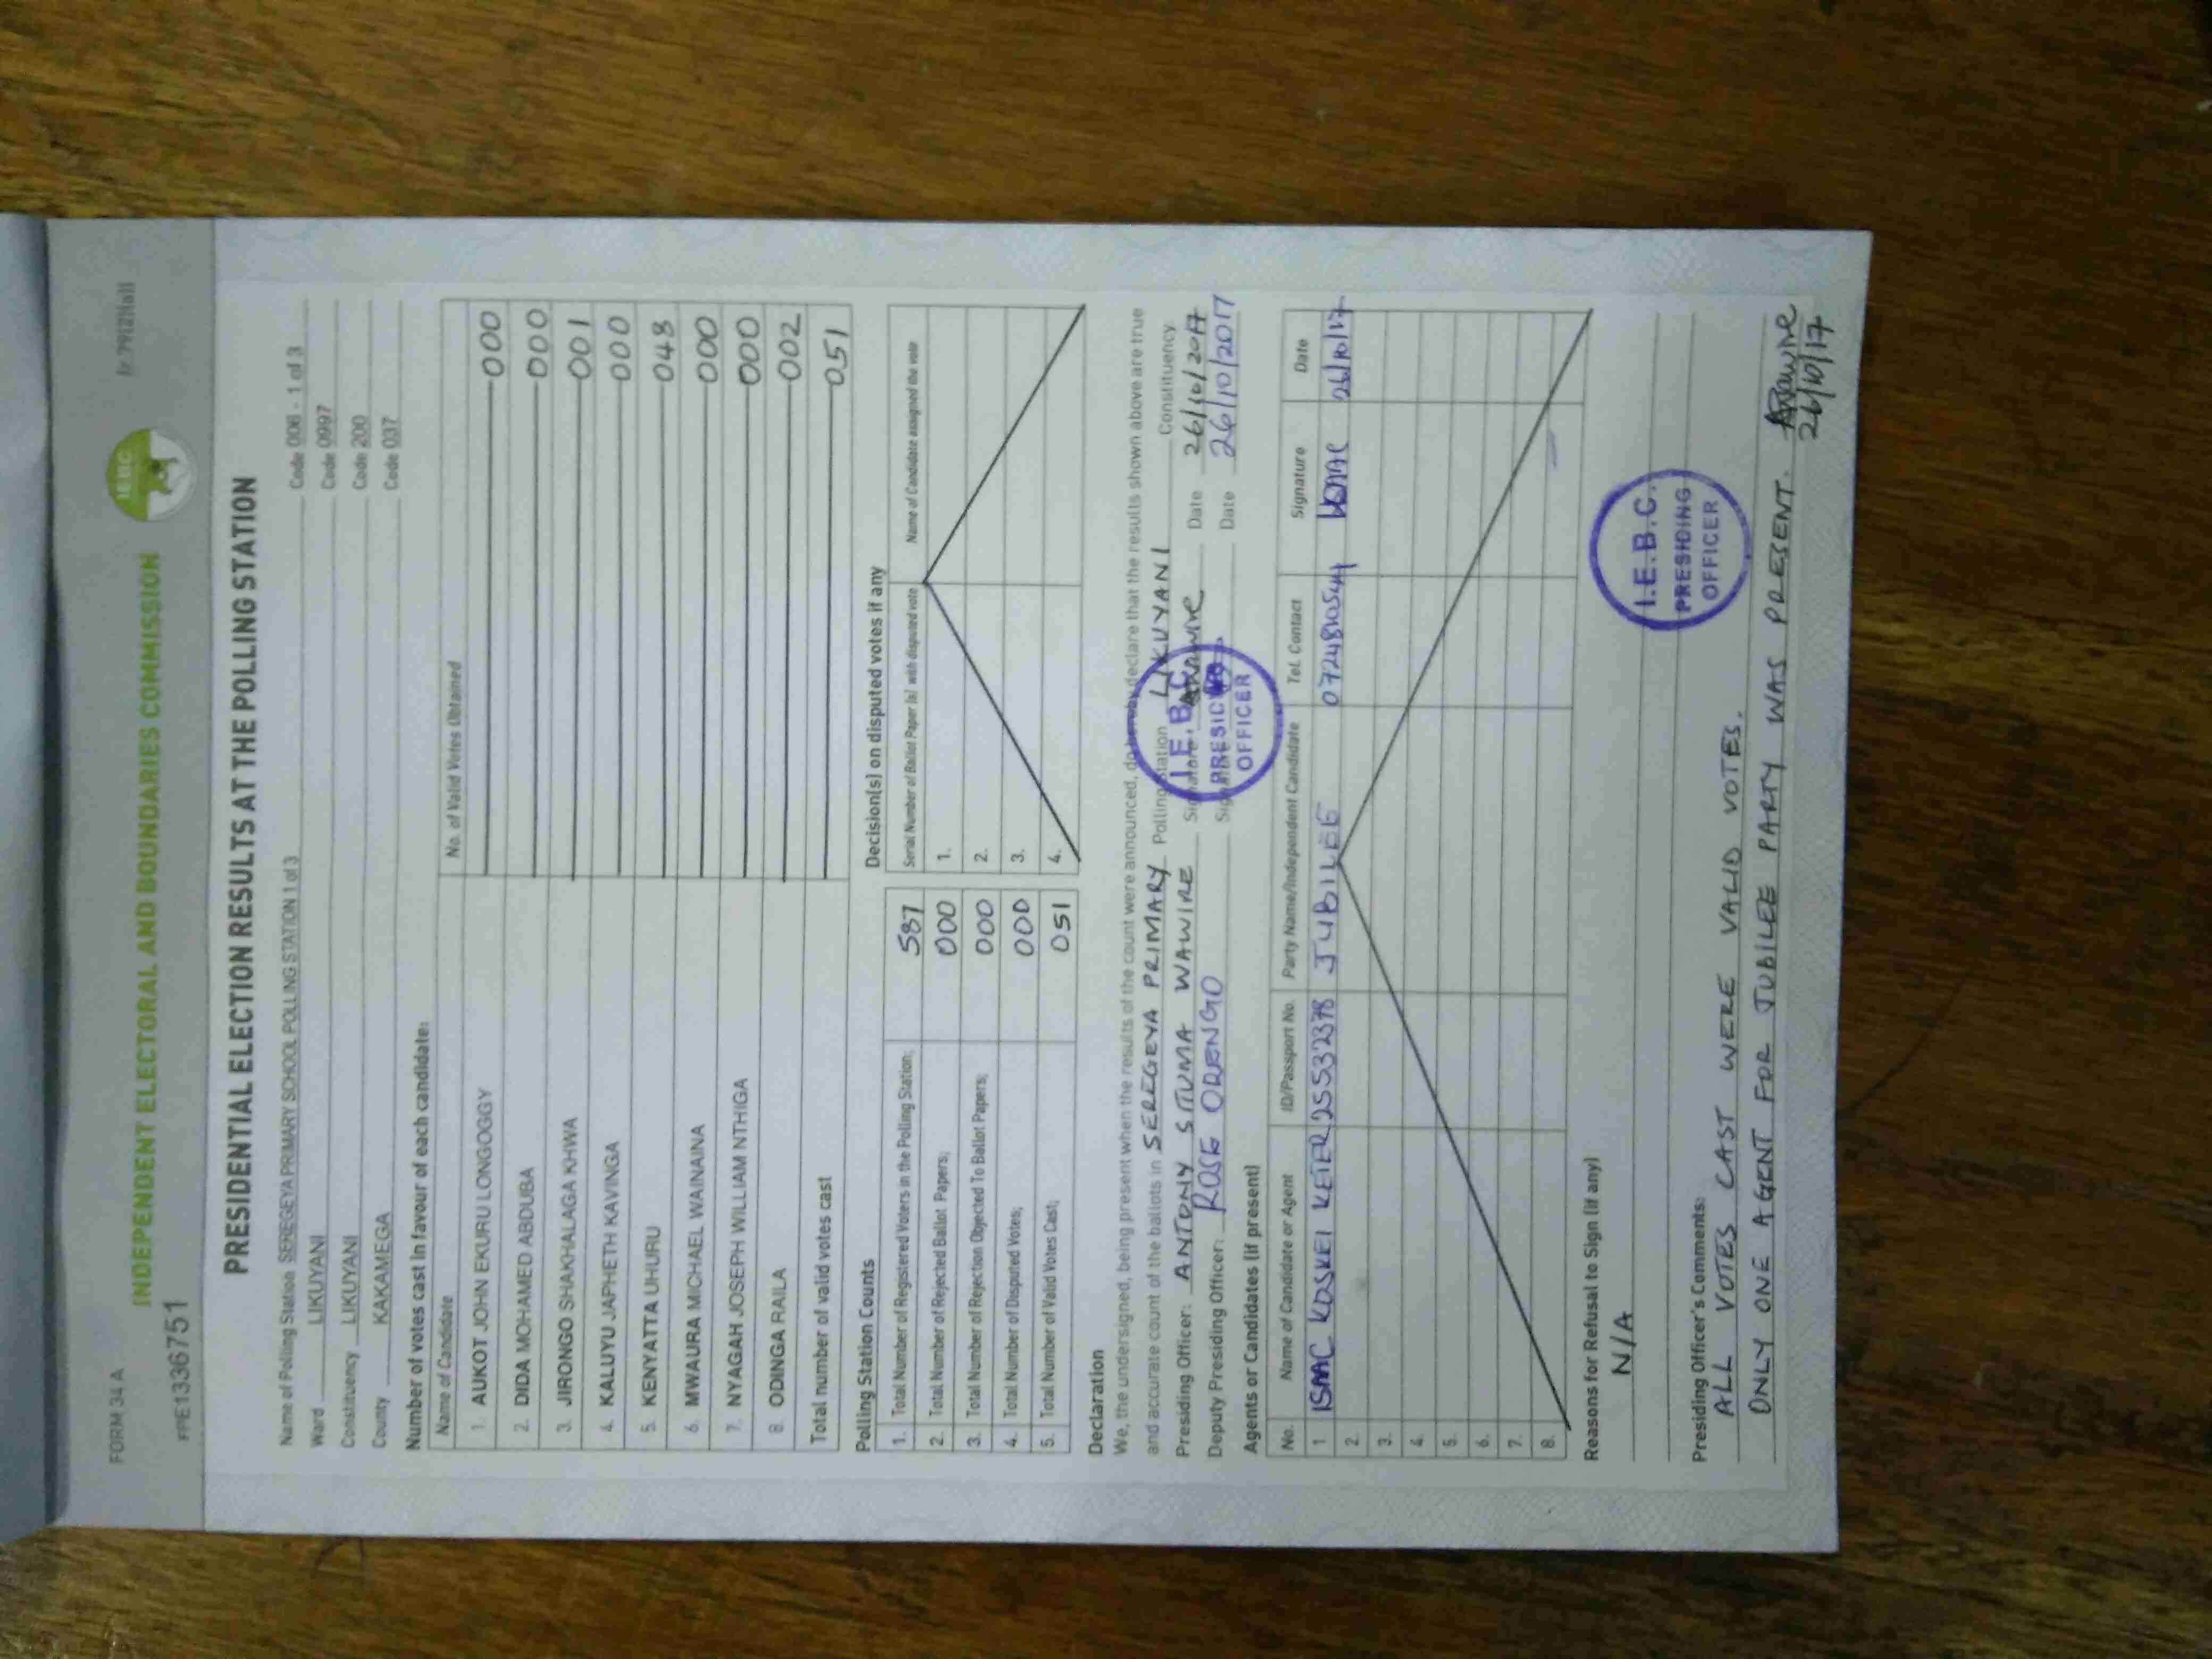 FORM 34 A
r 79(2)(a)
INDEPENDENT ELECTORAL AND BOUNDARIES COMMISSION
IEBC
PRE1336751
PRESIDENTIAL ELECTION RESULTS AT THE POLLING STATION
Name of Polling Station SEREGEYA PRIMARY SCHOOL POLLING STATION 1 of 3 Code 006 - 1 of 3
Ward LIKUYANI Code 0997
Constituency LIKUYANI Code 200
County KAKAMEGA Code 037
Number of votes cast in favour of each candidate:
Name of Candidate No. of Valid Votes Obtained
1. AUKOT JOHN EKURU LONGOGGY 000
2. DIDA MOHAMED ABDUBA 000
3. JIRONGO SHAKHALAGA KHWA 001
4. KALUYU JAPHETH KAVINGA 000
5. KENYATTA UHURU 048
6. MWAURA MICHAEL WAINAINA 000
7. NYAGAH JOSEPH WILLIAM NTHIGA 000
8. ODINGA RAILA 002
Total number of valid votes cast 051
Polling Station Counts
1. Total Number of Registered Voters in the Polling Station; 587
2. Total Number of Rejected Ballot Papers; 000
3. Total Number of Rejection Objected To Ballot Papers; 000
4. Total Number of Disputed Votes; 000
5. Total Number of Valid Votes Cast; 051
Decision(s) on disputed votes if any
Serial Number of Ballot Paper (s) with disputed vote Name of Candidate assigned the vote
1.
2.
3.
4.
Declaration
We, the undersigned, being present when the results of the count were announced, do hereby declare that the results shown above are true
and accurate count of the ballots in SEREGEYA PRIMARY Polling Station LIKUYANI Constituency
Presiding Officer: ANTONY SITUMA WAWIRE Signature: Date 26/10/2017
Deputy Presiding Officer: ROSE ODENGO Signature: Date 26/10/2017
I.E.B.C.
PRESIDING
OFFICER
Agents or Candidates (if present)
No. Name of Candidate or Agent ID/Passport No. Party Name/Independent Candidate Tel. Contact Signature Date
1 ISAAC KOSKEI 25532378 JUBILEE 26/10/17
2.
3.
4.
5.
6.
7.
8.
Reasons for Refusal to Sign (if any)
N/A
I.E.B.C.
PRESIDING
OFFICER
Presiding Officer's Comments:
ALL VOTES CAST WERE VALID VOTES.
ONLY ONE AGENT FOR JUBILEE PARTY WAS PRESENT.
26/10/17